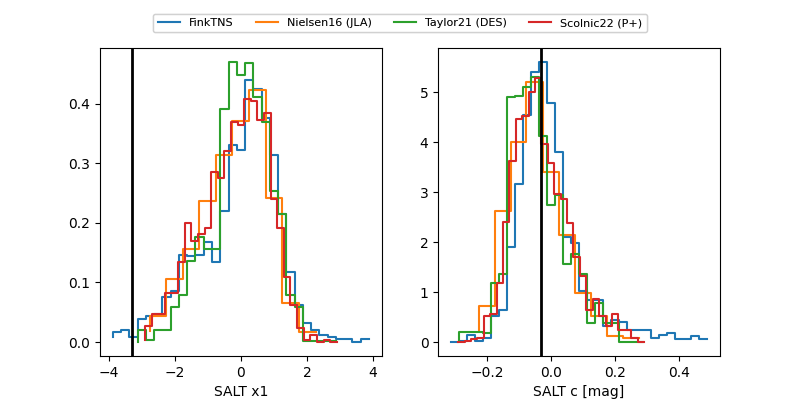 FinkTNS Nielsen16 (JLA) Taylor21 (DES) Scolnic22 (P+)
0.4
0.3
0.2
0.1
0.0
−4 −2 0 2 4
SALT x1
5
4
3
2
1
0
−0.2 0.0 0.2 0.4
SALT c [mag]